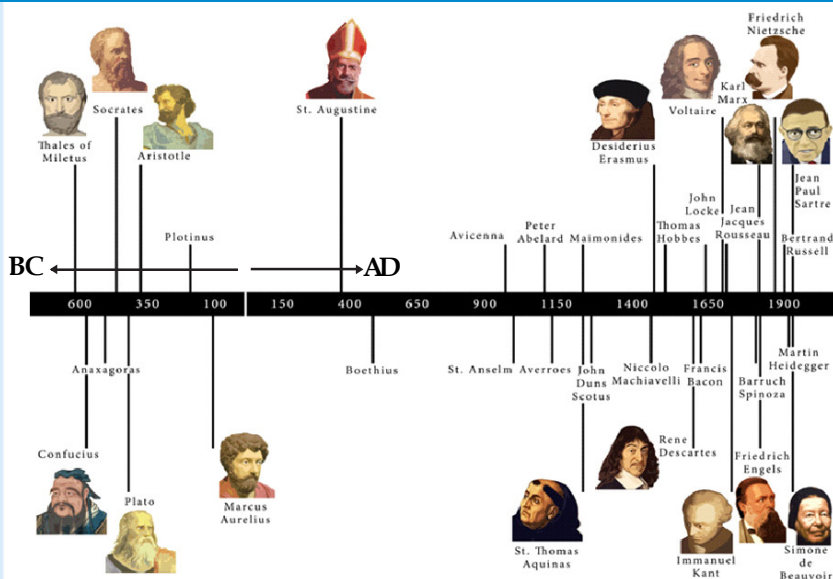 Friedrich
Nietzsche
Socrates
St. Augustine
Voltaire
Karl
Marx
Thales of
Miletus
Aristotle
Desiderius
Erasmus
Jean
Paul
Sartre
Plotinus
Avicenna
Peter
Abelard
Maimonides
Thomas
Hobbes
John
Locke
Jean
Jacques
Rousseau
Bertrand
Russell
BC
AD
600 350 100 150 400 650 900 1150 1400 1650 1900
Anaxagoras
Boethius
St. Anselm
Averroes
John
Duns
Scotus
Niccolo
Machiavelli
Francis
Bacon
Barruch
Spinoza
Martin
Heidegger
Confucius
Plato
Marcus
Aurelius
St. Thomas
Aquinas
Rene
Descartes
Friedrich
Engels
Immanuel
Kant
Simone
de
Beauvoir